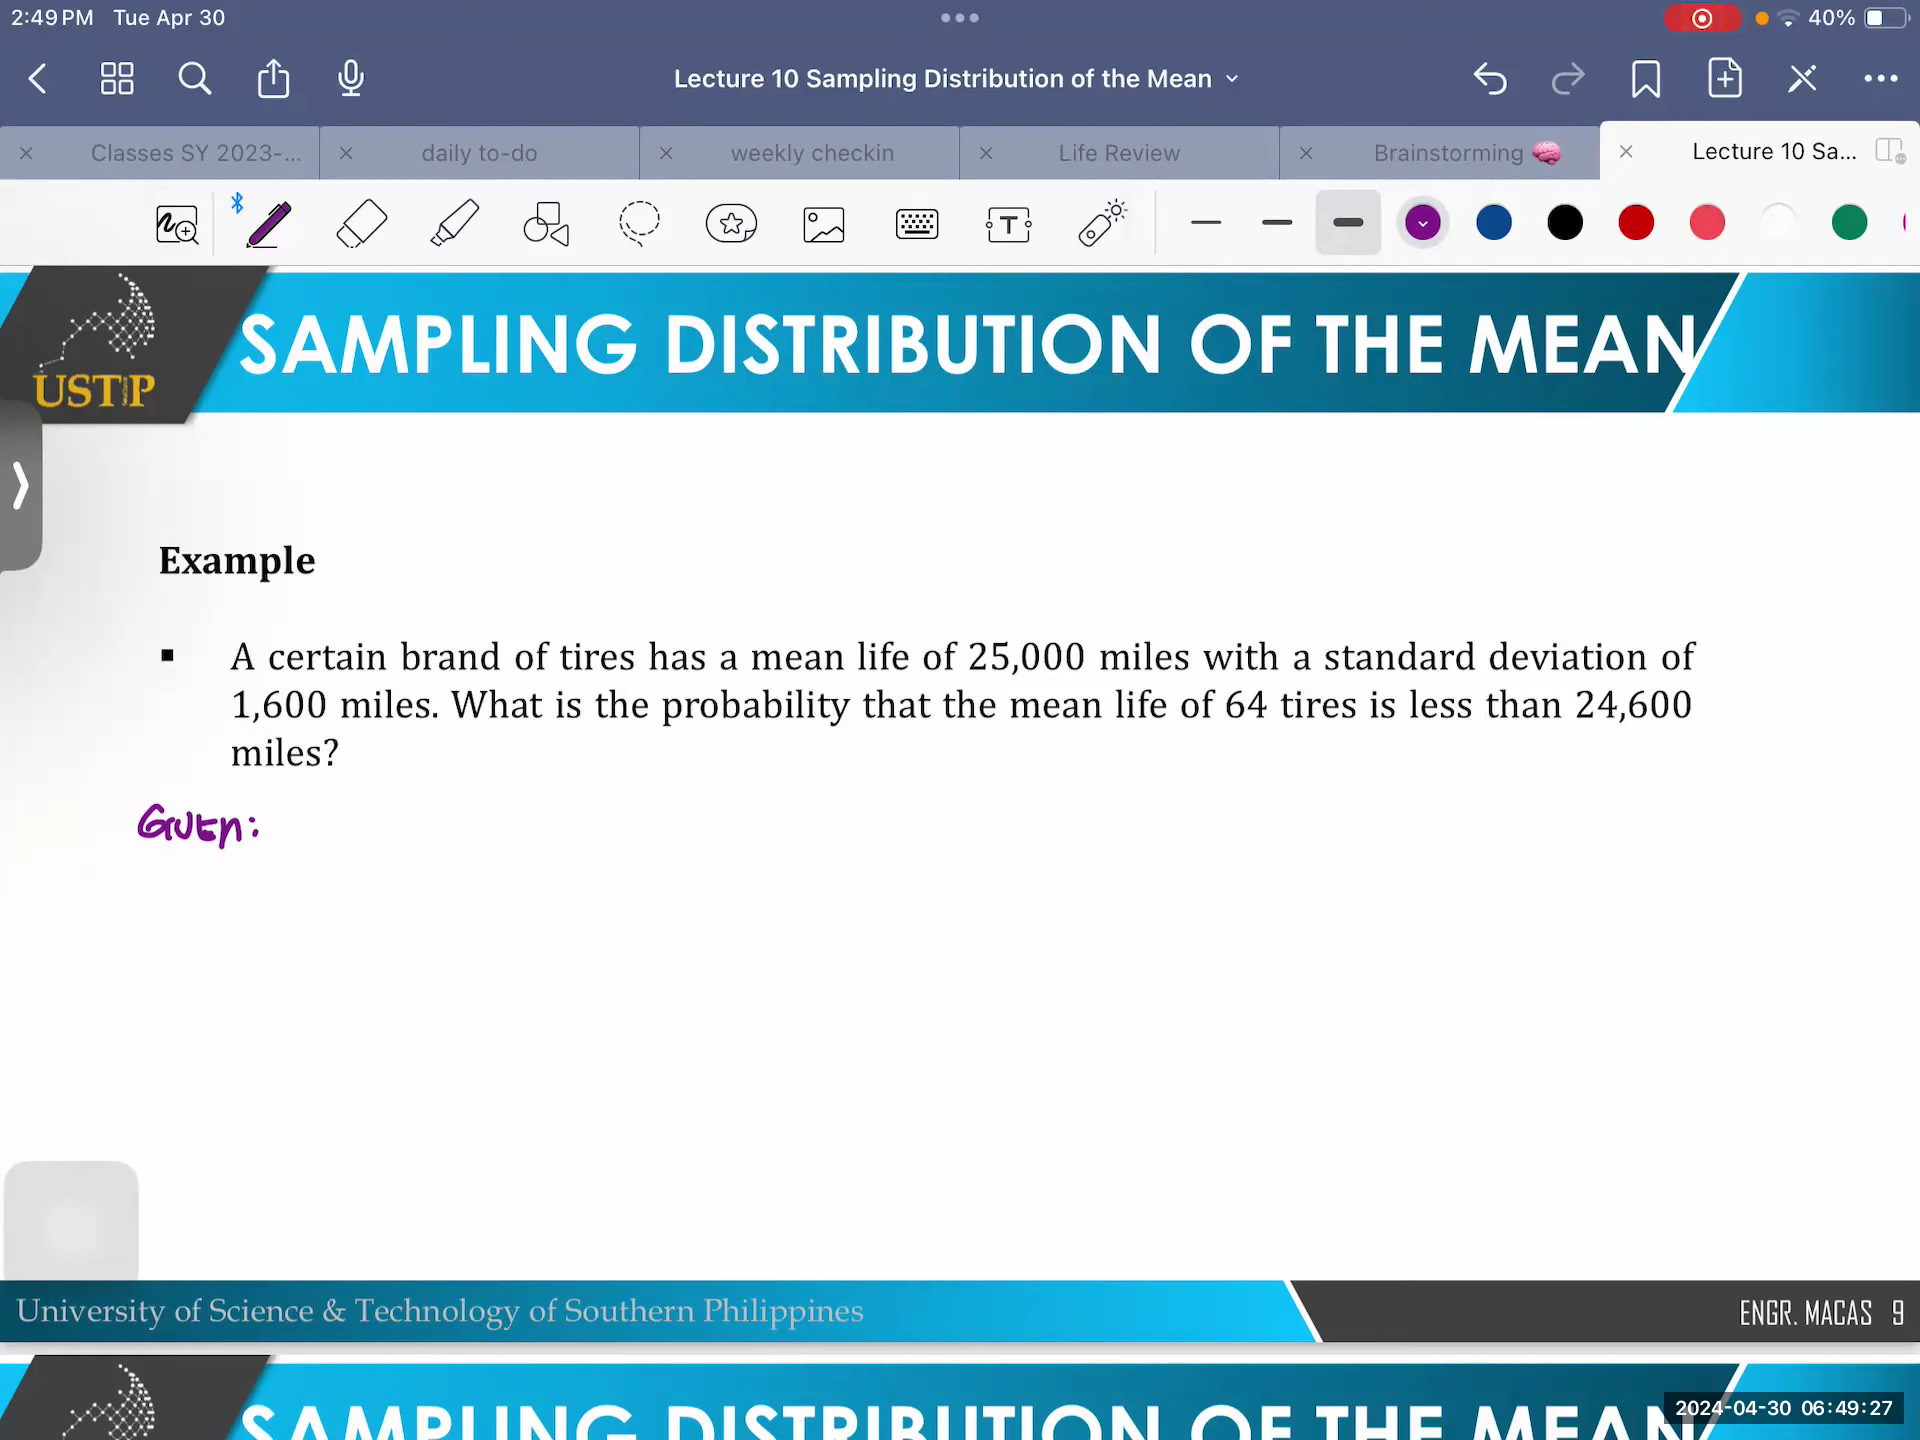 2:49 PM Tue Apr 30
40%
Lecture 10 Sampling Distribution of the Mean
Classes SY 2023-...
daily to-do
weekly checkin
Life Review
Brainstorming 🧠
Lecture 10 Sa...
T
USTP
SAMPLING DISTRIBUTION OF THE MEAN
Example
▪ A certain brand of tires has a mean life of 25,000 miles with a standard deviation of
1,600 miles. What is the probability that the mean life of 64 tires is less than 24,600
miles?
Given:
University of Science & Technology of Southern Philippines
ENGR. MACAS 9
SAMPLING DISTRIBUTION OF THE MEAN
2024-04-30 06:49:27